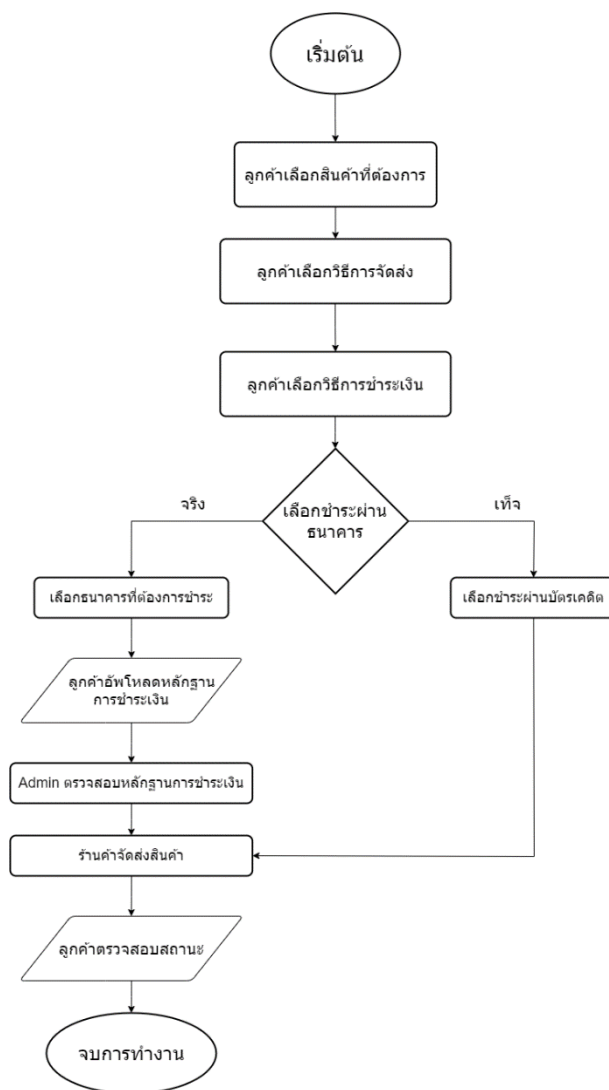 เริ่มต้น
ลูกค้าเลือกสินค้าที่ต้องการ
ลูกค้าเลือกวิธีการจัดส่ง
ลูกค้าเลือกวิธีการชำระเงิน
เลือกชำระผ่าน
ธนาคาร
จริง
เท็จ
เลือกธนาคารที่ต้องการชำระ
เลือกชำระผ่านบัตรเคดิต
ลูกค้าอัพโหลดหลักฐาน
การชำระเงิน
Admin ตรวจสอบหลักฐานการชำระเงิน
ร้านค้าจัดส่งสินค้า
ลูกค้าตรวจสอบสถานะ
จบการทำงาน